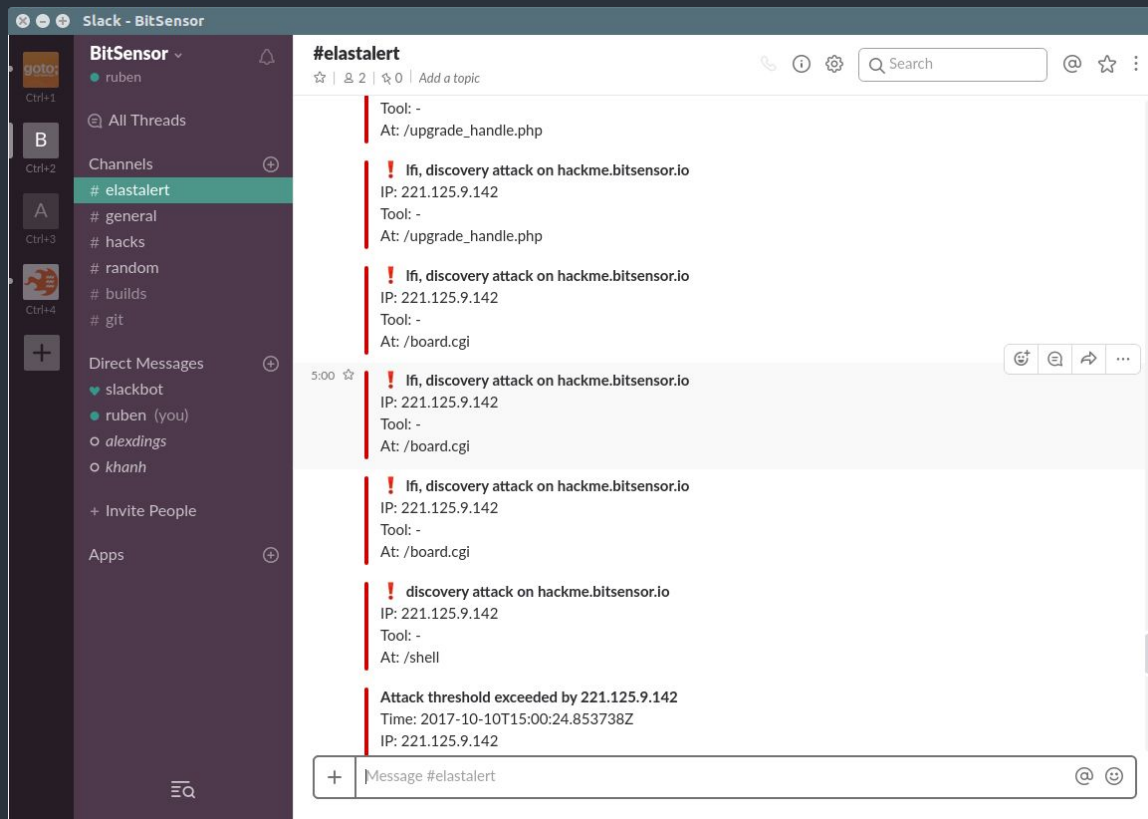 Slack - BitSensor
goto;
Ctrl+1
B
Ctrl+2
A
Ctrl+3
Ctrl+4
BitSensor
ruben
All Threads
Channels
# elastalert
# general
# hacks
# random
# builds
# git
Direct Messages
slackbot
ruben (you)
alexdings
khanh
+ Invite People
Apps
#elastalert
2 | 0 | Add a topic
Search
Tool: -
At: /upgrade_handle.php
❗ lfi, discovery attack on hackme.bitsensor.io
IP: 221.125.9.142
Tool: -
At: /upgrade_handle.php
❗ lfi, discovery attack on hackme.bitsensor.io
IP: 221.125.9.142
Tool: -
At: /board.cgi
5:00
❗ lfi, discovery attack on hackme.bitsensor.io
IP: 221.125.9.142
Tool: -
At: /board.cgi
❗ lfi, discovery attack on hackme.bitsensor.io
IP: 221.125.9.142
Tool: -
At: /board.cgi
❗ discovery attack on hackme.bitsensor.io
IP: 221.125.9.142
Tool: -
At: /shell
Attack threshold exceeded by 221.125.9.142
Time: 2017-10-10T15:00:24.853738Z
IP: 221.125.9.142
Message #elastalert